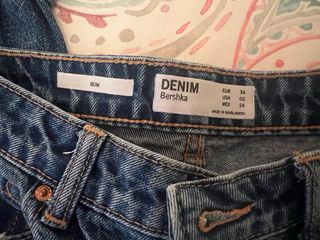 MOM
DENIM
Bershka
EUR 34
USA 02
MEX 24
MADE IN BANGLADESH